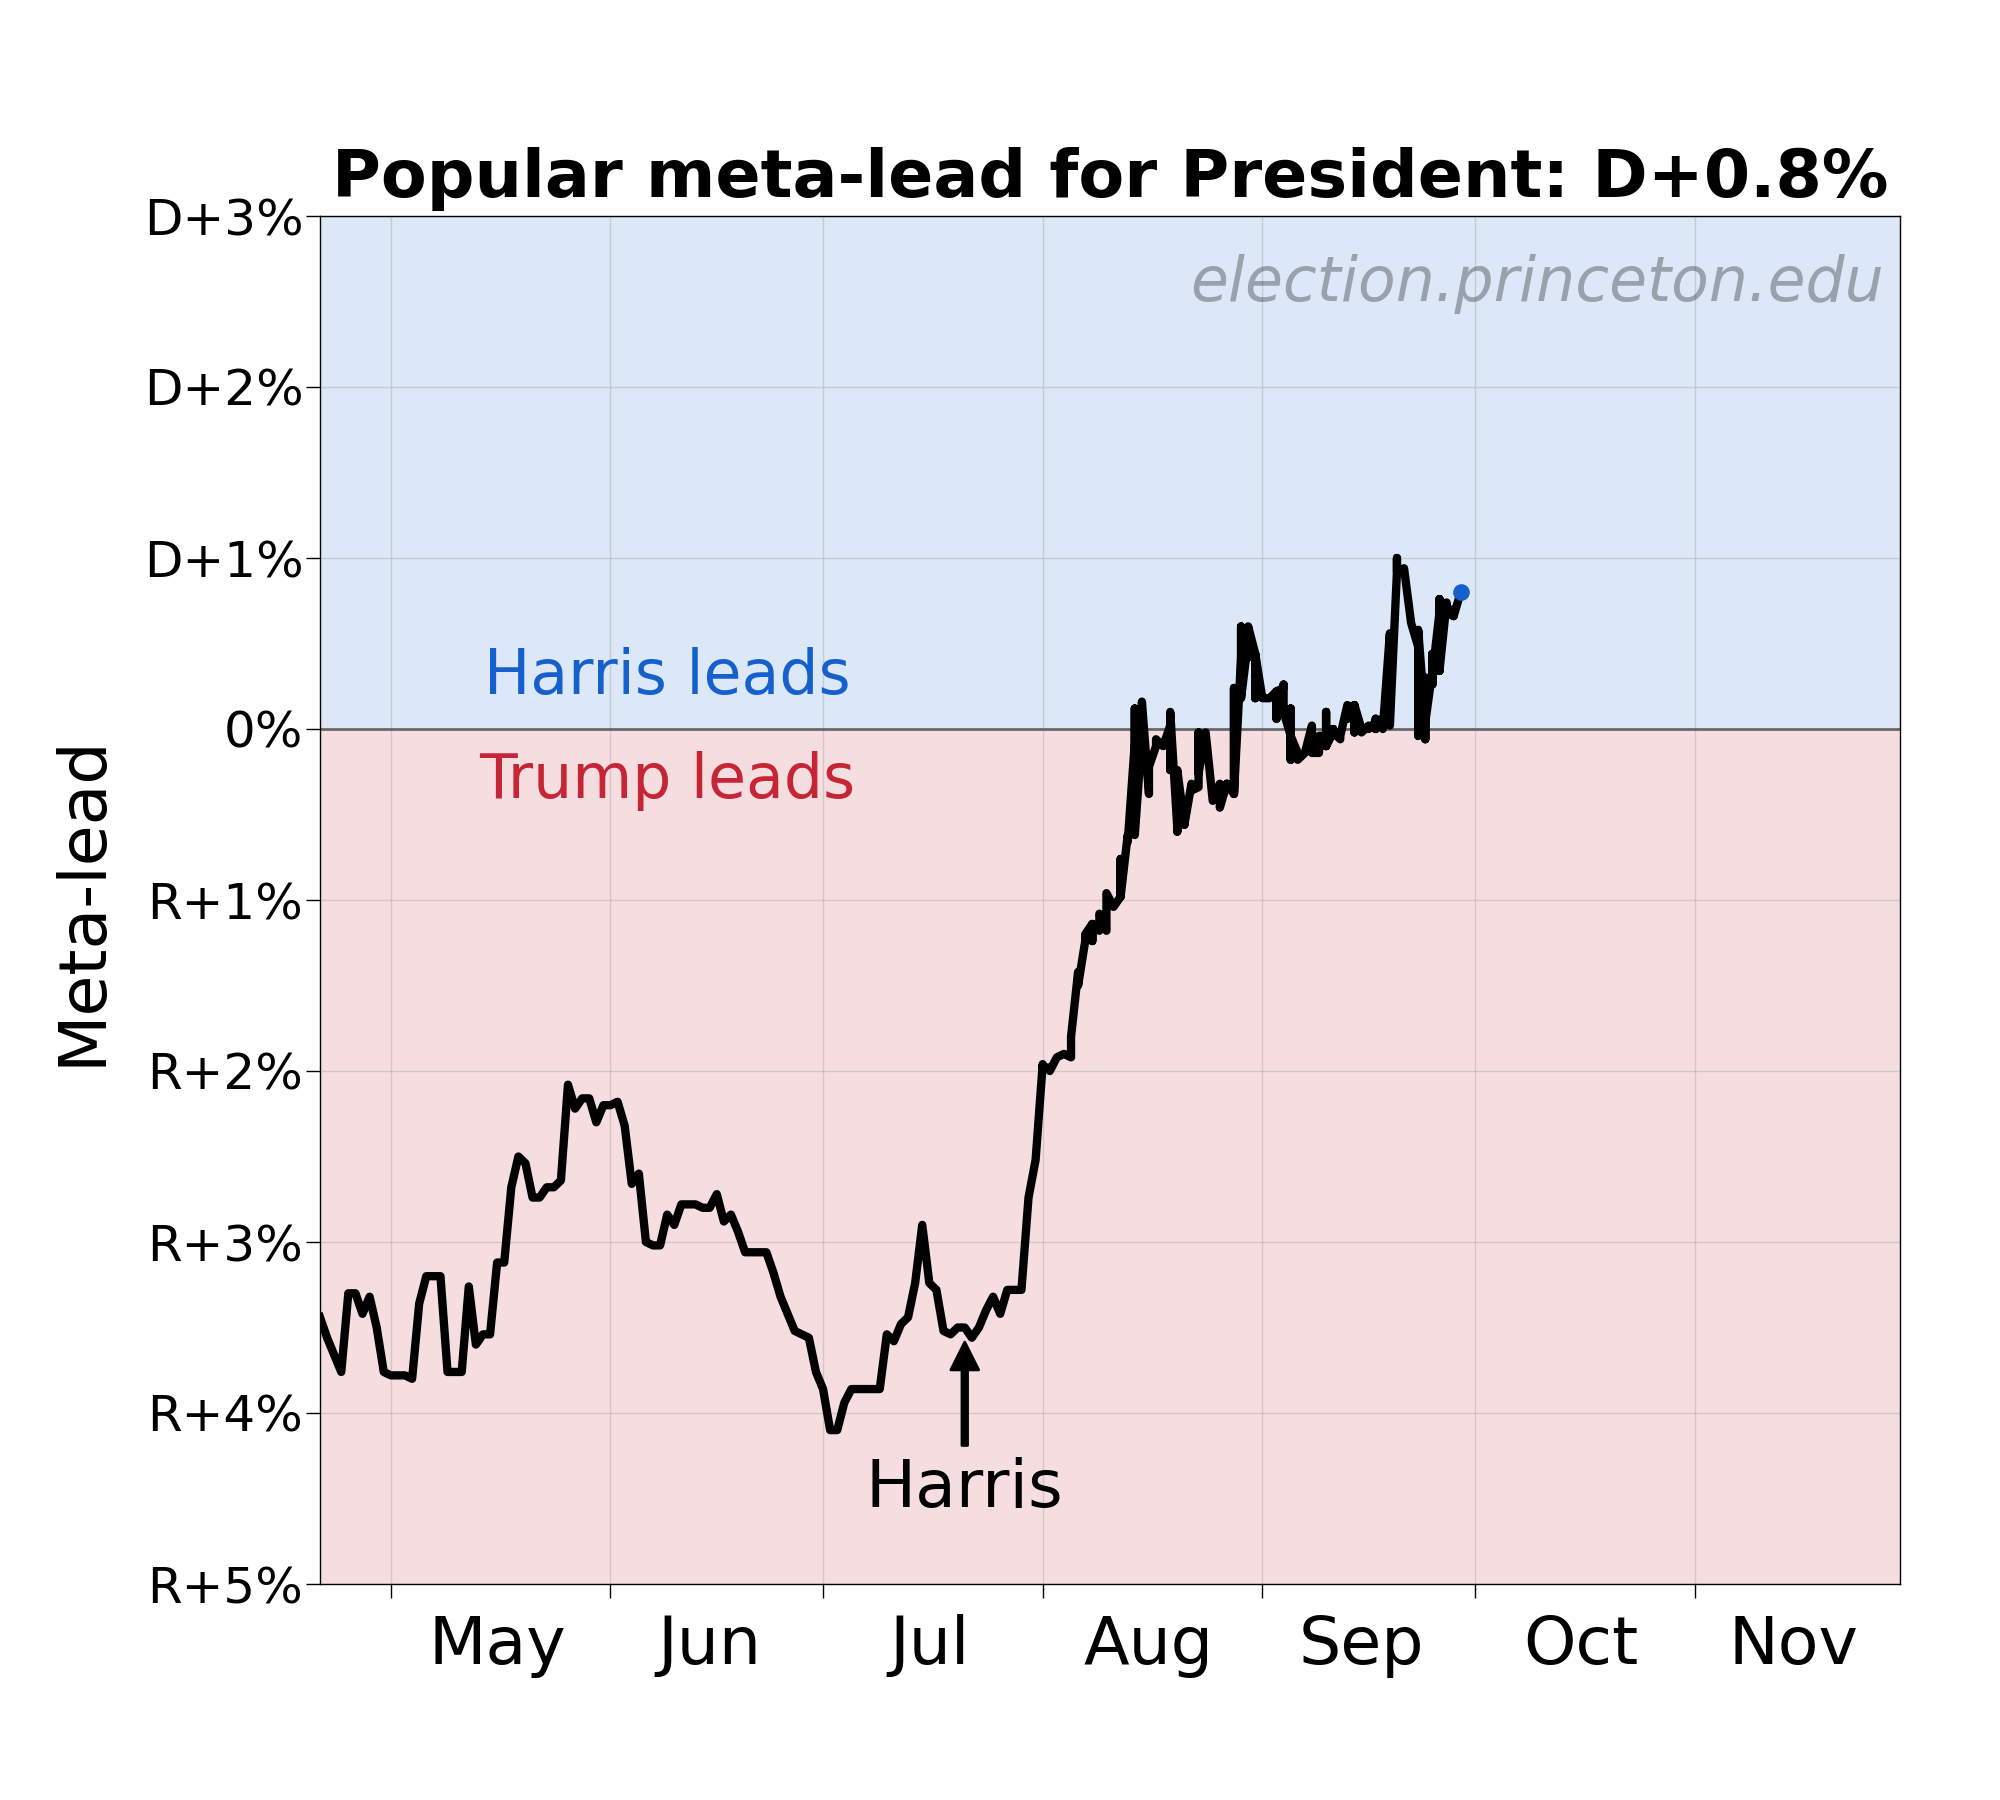 Popular meta-lead for President: D+0.8%
D+3%
election.princeton.edu
D+2%
D+1%
Harris leads
0%
Trump leads
Meta-lead
R+1%
R+2%
R+3%
R+4%
Harris
R+5%
May Jun Jul Aug Sep Oct Nov